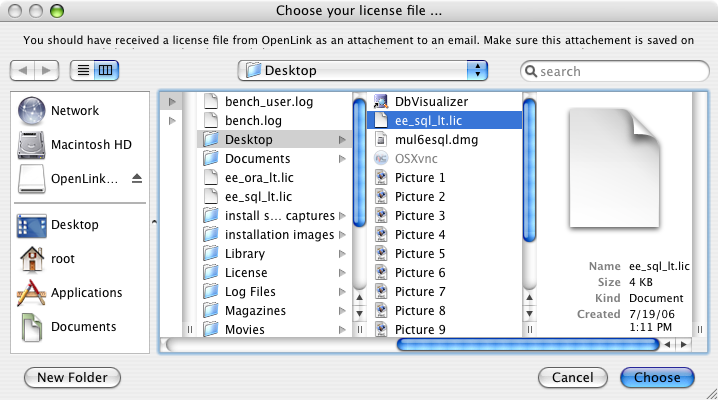 Choose your license file ...
You should have received a license file from OpenLink as an attachement to an email. Make sure this attachement is saved on
Desktop
search
Network
Macintosh HD
OpenLink...
Desktop
root
Applications
Documents
bench_user.log
bench.log
Desktop
Documents
ee_ora_lt.lic
ee_sql_lt.lic
install s... captures
installation images
Library
License
Log Files
Magazines
Movies
DbVisualizer
ee_sql_lt.lic
mul6esql.dmg
OSXvnc
Picture 1
Picture 2
Picture 3
Picture 4
Picture 5
Picture 6
Picture 7
Picture 8
Picture 9
Name ee_sql_lt.lic
Size 4 KB
Kind Document
Created 7/19/06
1:11 PM
New Folder
Cancel
Choose